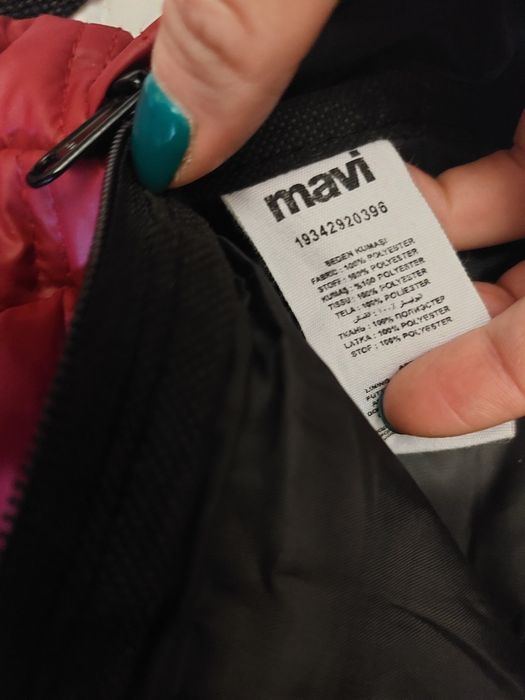 mavi
19342920396
BEDEN KUMAŞI
FABRIC : 100% POLYESTER
STOFF : 100% POLYESTER
KUMAŞ : %100 POLYESTER
TISSU : 100% POLYESTER
TELA : 100% POLIESTER
ТКАНЬ : 100% ПОЛИЭСТЕР
LATKA : 100% POLYESTER
STOF : 100% POLYESTER
LINING